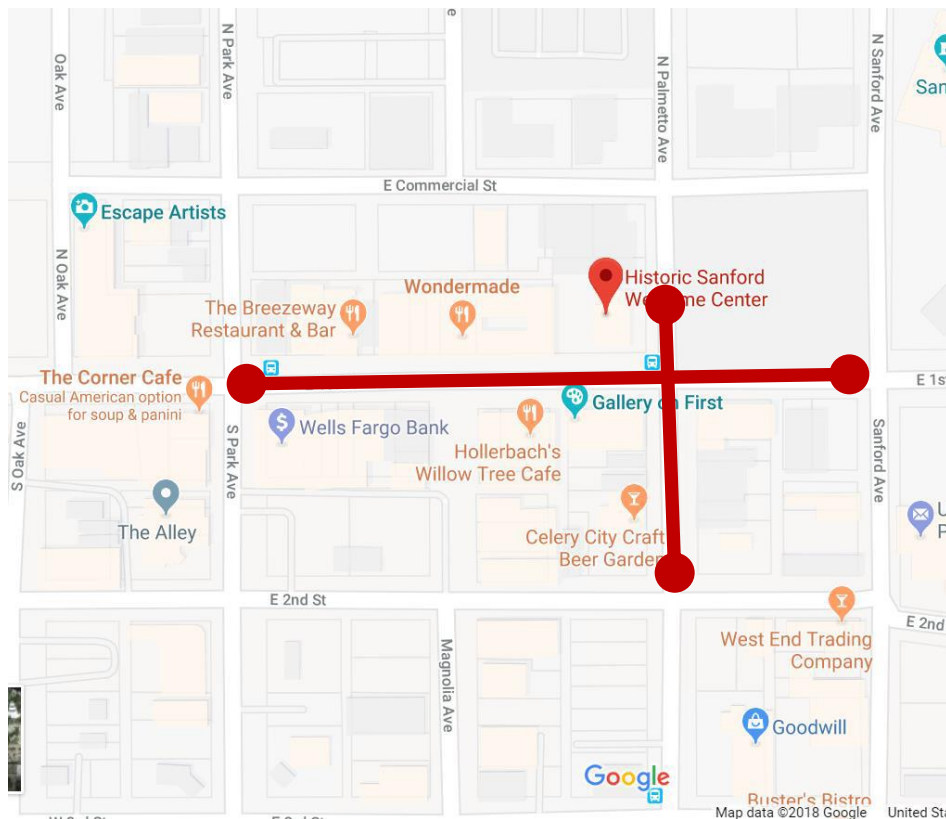 e
Oak Ave
N Park Ave
N Palmetto Ave
N Sanford Ave
San
E Commercial St
Escape Artists
N Oak Ave
Historic Sanford
Welcome Center
Wondermade
The Breezeway
Restaurant & Bar
The Corner Cafe
Casual American option
for soup & panini
E 1s
Gallery on First
Wells Fargo Bank
S Oak Ave
S Park Ave
Sanford Ave
Hollerbach's
Willow Tree Cafe
The Alley
Celery City Craft
Beer Garden
U
P
E 2nd St
E 2nd
West End Trading
Company
Magnolia Ave
Goodwill
Google
Buster's Bistro
Map data ©2018 Google
United Sta